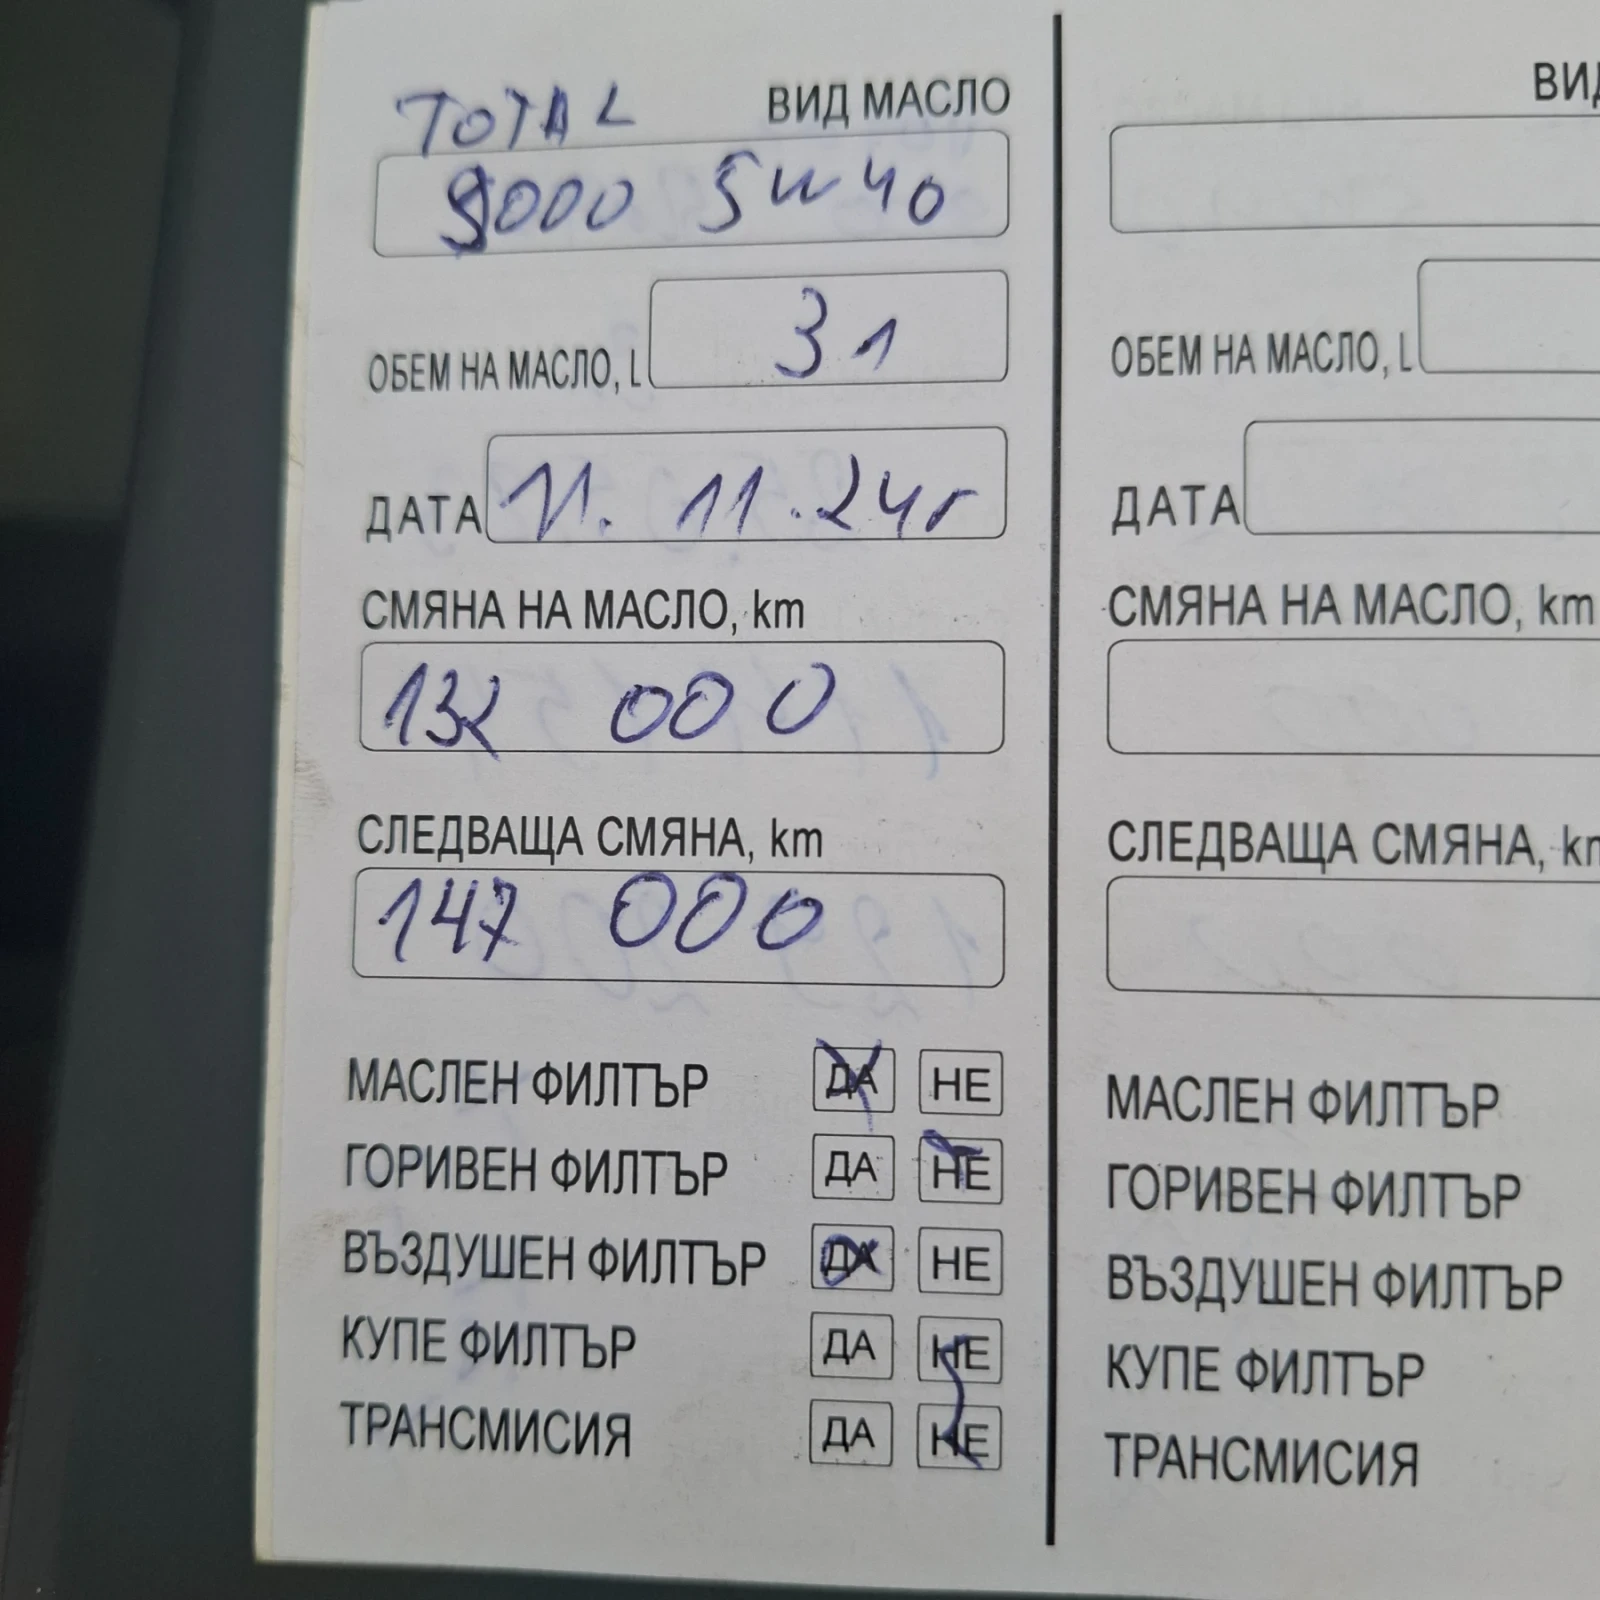 TOTAL ВИД МАСЛО
9000 5W40
ОБЕМ НА МАСЛО, L 3 л
ДАТА 11. 11. 24г
СМЯНА НА МАСЛО, km
132 000
СЛЕДВАЩА СМЯНА, km
147 000
МАСЛЕН ФИЛТЪР ДА НЕ
ГОРИВЕН ФИЛТЪР ДА НЕ
ВЪЗДУШЕН ФИЛТЪР ДА НЕ
КУПЕ ФИЛТЪР ДА НЕ
ТРАНСМИСИЯ ДА НЕ
ВИД
ОБЕМ НА МАСЛО, L
ДАТА
СМЯНА НА МАСЛО, km
СЛЕДВАЩА СМЯНА, km
МАСЛЕН ФИЛТЪР
ГОРИВЕН ФИЛТЪР
ВЪЗДУШЕН ФИЛТЪР
КУПЕ ФИЛТЪР
ТРАНСМИСИЯ